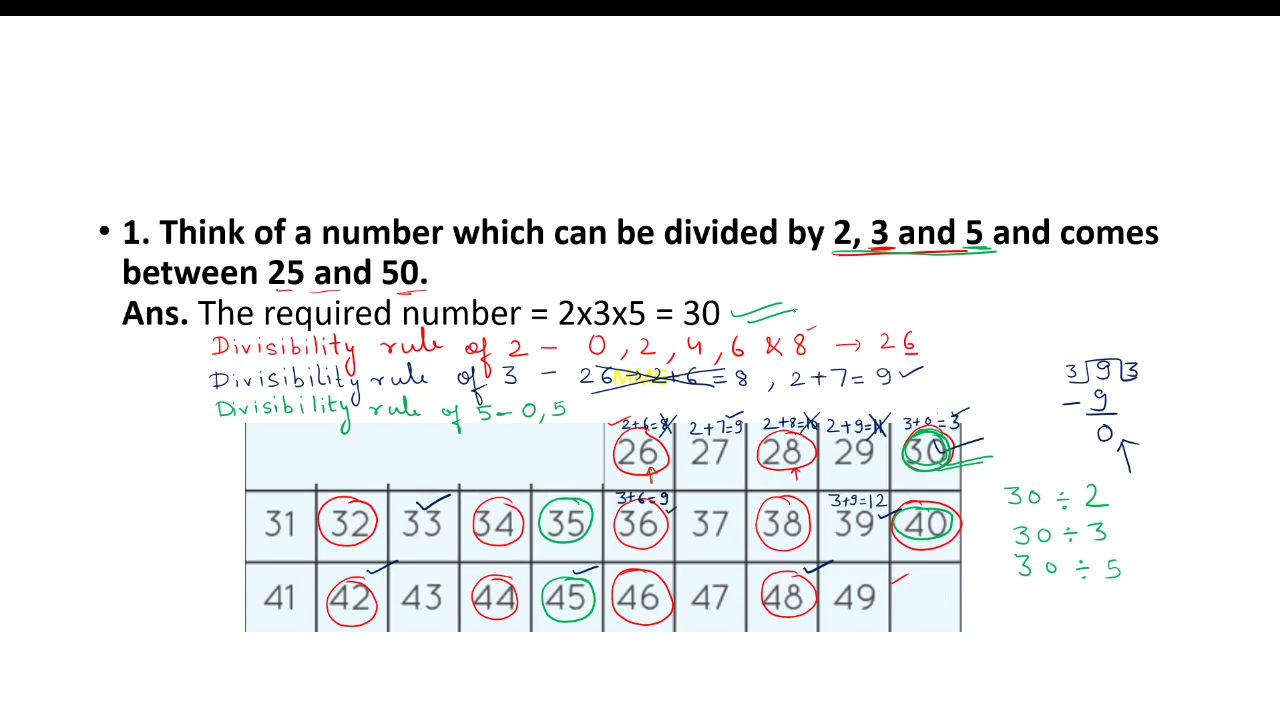 • 1. Think of a number which can be divided by 2, 3 and 5 and comes
between 25 and 50.
Ans. The required number = 2x3x5 = 30
Divisibility rule of 2 – 0, 2, 4, 6 & 8 → 26
Divisibility rule of 3 – 26 → 2+6 = 8, 2+7 = 9 ✓
Divisibility rule of 5 – 0, 5
3 9 3
– 9
0
2+6=8 2+7=9 2+8=10 2+9=11 3+0=3
26 27 28 29 30
3+6=9 3+9=12
31 32 33 34 35 36 37 38 39 40
41 42 43 44 45 46 47 48 49
30 ÷ 2
30 ÷ 3
30 ÷ 5